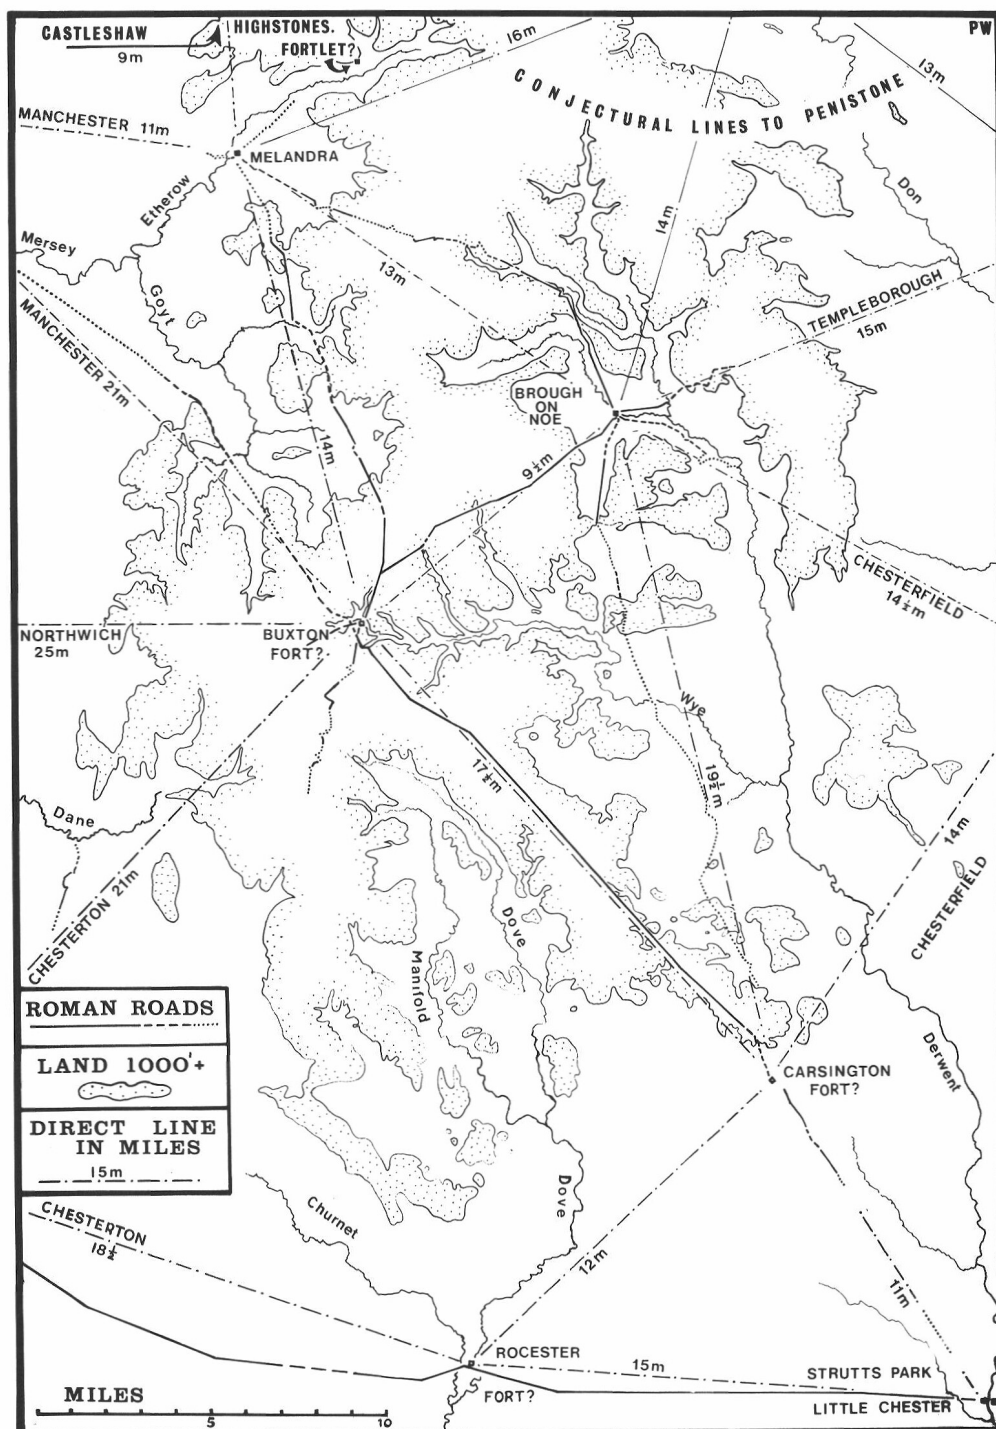 CASTLESHAW
9m
HIGHSTONES.
FORTLET?
16m
PW
13m
CONJECTURAL LINES TO PENISTONE
MANCHESTER 11m
MELANDRA
Etherow
Don
Mersey
14m
13m
Goyt
TEMPLEBOROUGH
15m
MANCHESTER 21m
BROUGH
ON
NOE
14m
9½m
CHESTERFIELD
14½m
NORTHWICH
25m
BUXTON
FORT?
Wye
17½m
19½m
Dane
14m
CHESTERTON 21m
CHESTERFIELD
Dove
Manifold
ROMAN ROADS
LAND 1000'+
DIRECT LINE
IN MILES
15m
Derwent
CARSINGTON
FORT?
Dove
Churnet
CHESTERTON
18½
12m
11m
ROCESTER
FORT?
15m
STRUTTS PARK
LITTLE CHESTER
MILES
5
10